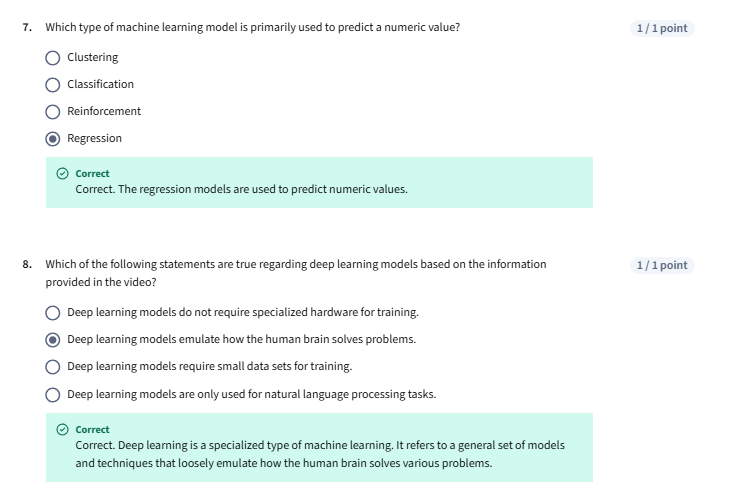 7. Which type of machine learning model is primarily used to predict a numeric value? 1 / 1 point
Clustering
Classification
Reinforcement
Regression
Correct
Correct. The regression models are used to predict numeric values.
8. Which of the following statements are true regarding deep learning models based on the information 1 / 1 point
provided in the video?
Deep learning models do not require specialized hardware for training.
Deep learning models emulate how the human brain solves problems.
Deep learning models require small data sets for training.
Deep learning models are only used for natural language processing tasks.
Correct
Correct. Deep learning is a specialized type of machine learning. It refers to a general set of models
and techniques that loosely emulate how the human brain solves various problems.